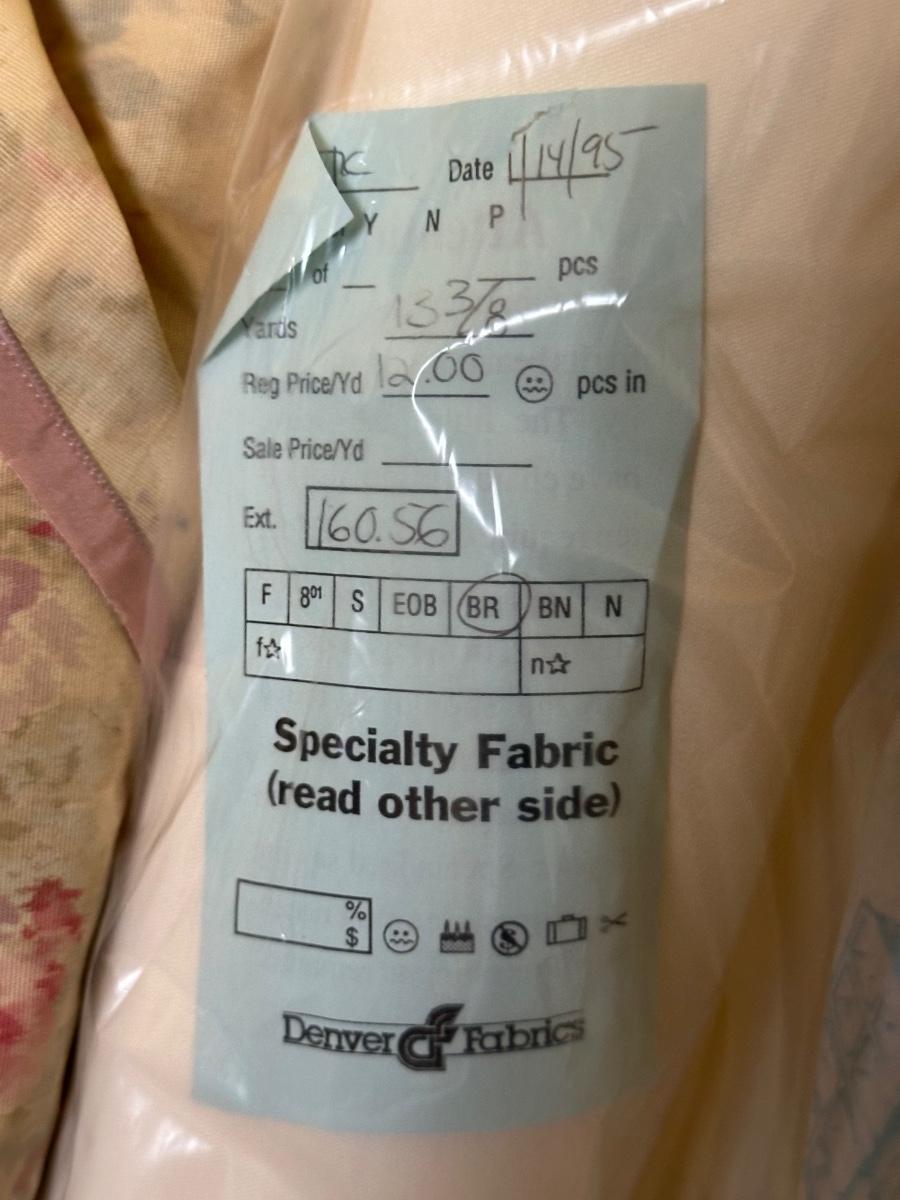 Date 1/14/95
Y N P
of pcs
Yards 13 3/8
Reg Price/Yd 12.00 pcs in
Sale Price/Yd
Ext. 160.56
F 8⁰¹ S EOB BR BN N
f☆ n☆
Specialty Fabric
(read other side)
%
$
Denver Fabrics